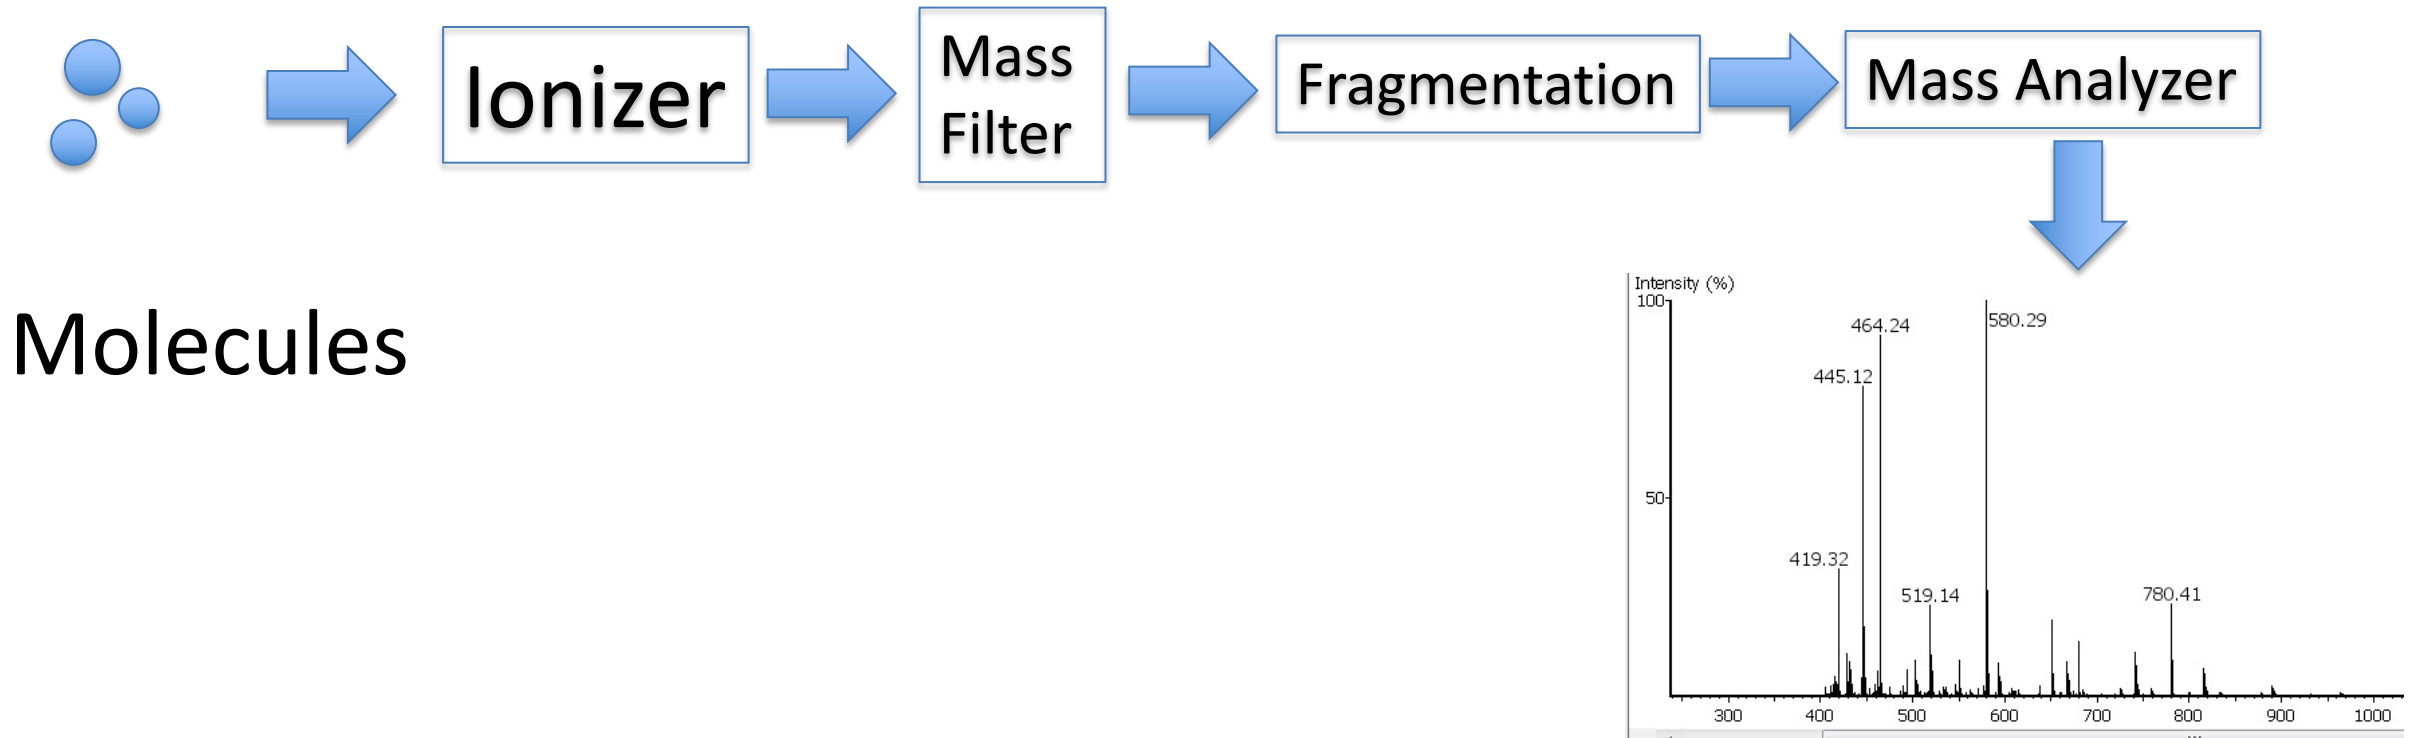 Ionizer
Mass
Filter
Fragmentation
Mass Analyzer
Molecules
Intensity (%)
100
580.29
464.24
445.12
50
419.32
519.14
780.41
300 400 500 600 700 800 900 1000